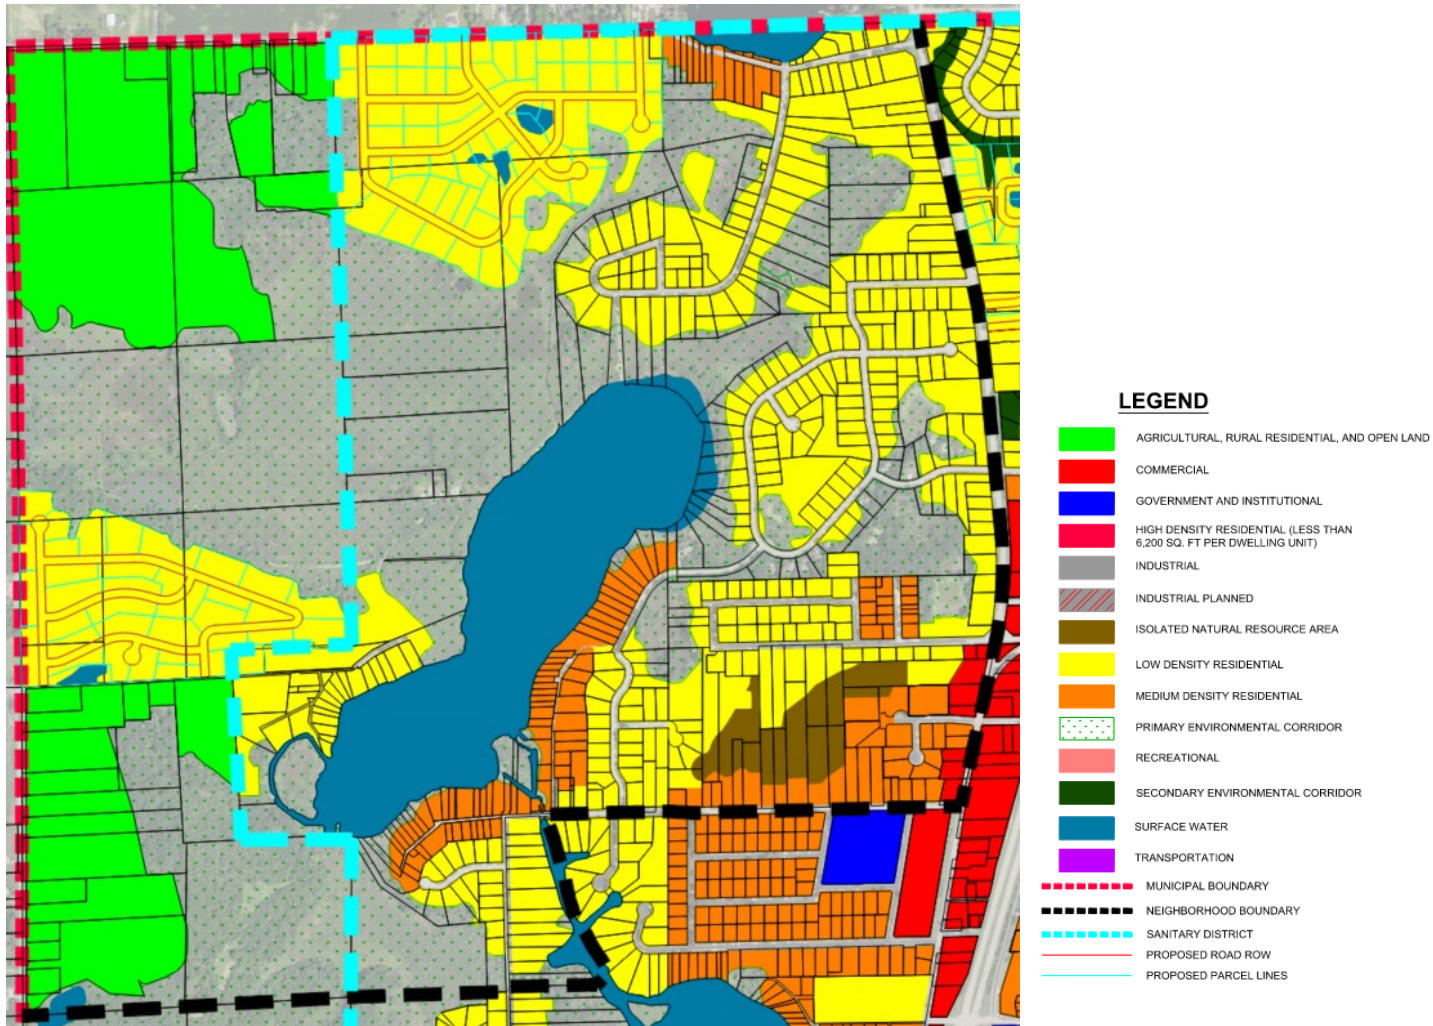 LEGEND
AGRICULTURAL, RURAL RESIDENTIAL, AND OPEN LAND
COMMERCIAL
GOVERNMENT AND INSTITUTIONAL
HIGH DENSITY RESIDENTIAL (LESS THAN
6,200 SQ. FT PER DWELLING UNIT)
INDUSTRIAL
INDUSTRIAL PLANNED
ISOLATED NATURAL RESOURCE AREA
LOW DENSITY RESIDENTIAL
MEDIUM DENSITY RESIDENTIAL
PRIMARY ENVIRONMENTAL CORRIDOR
RECREATIONAL
SECONDARY ENVIRONMENTAL CORRIDOR
SURFACE WATER
TRANSPORTATION
MUNICIPAL BOUNDARY
NEIGHBORHOOD BOUNDARY
SANITARY DISTRICT
PROPOSED ROAD ROW
PROPOSED PARCEL LINES